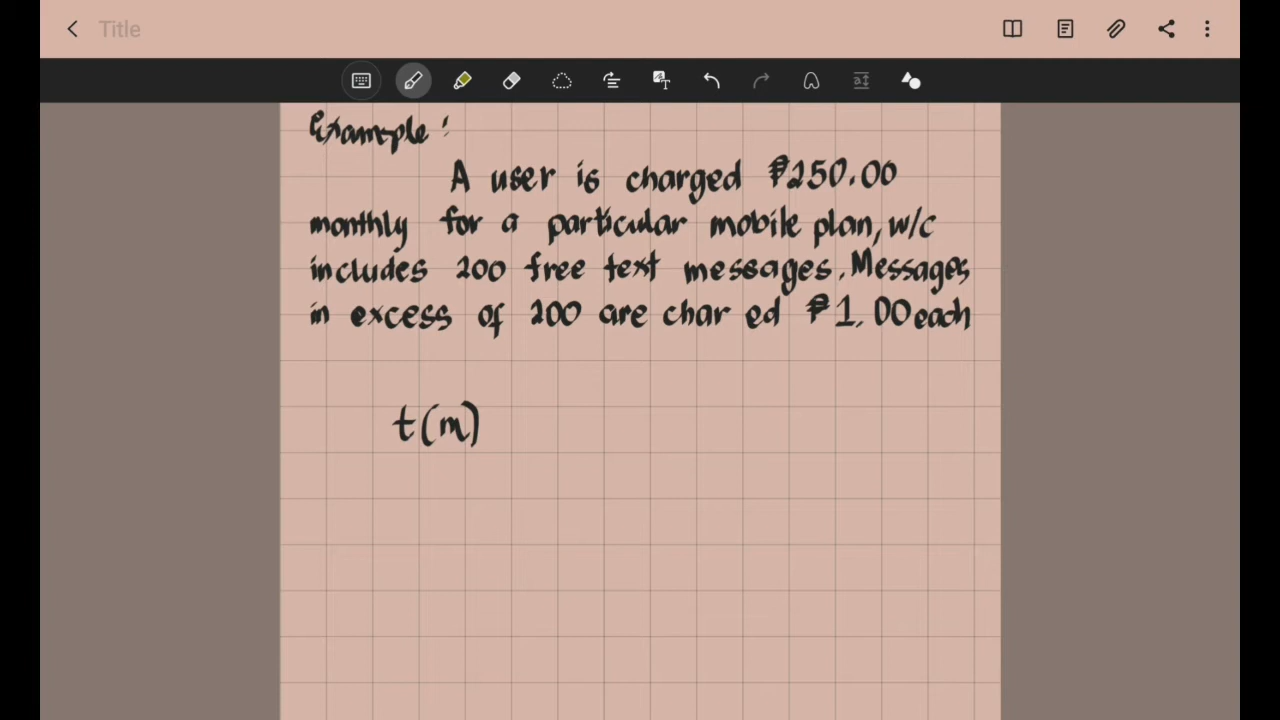 Title
Example:
A user is charged ₱250.00
monthly for a particular mobile plan, w/c
includes 200 free text messages. Messages
in excess of 200 are char ed ₱1.00 each
t(m)